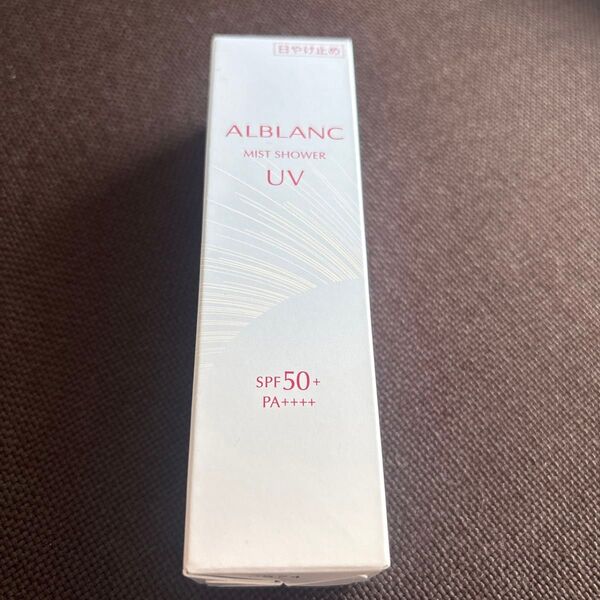 日やけ止め
ALBLANC
MIST SHOWER
UV
SPF50+
PA++++